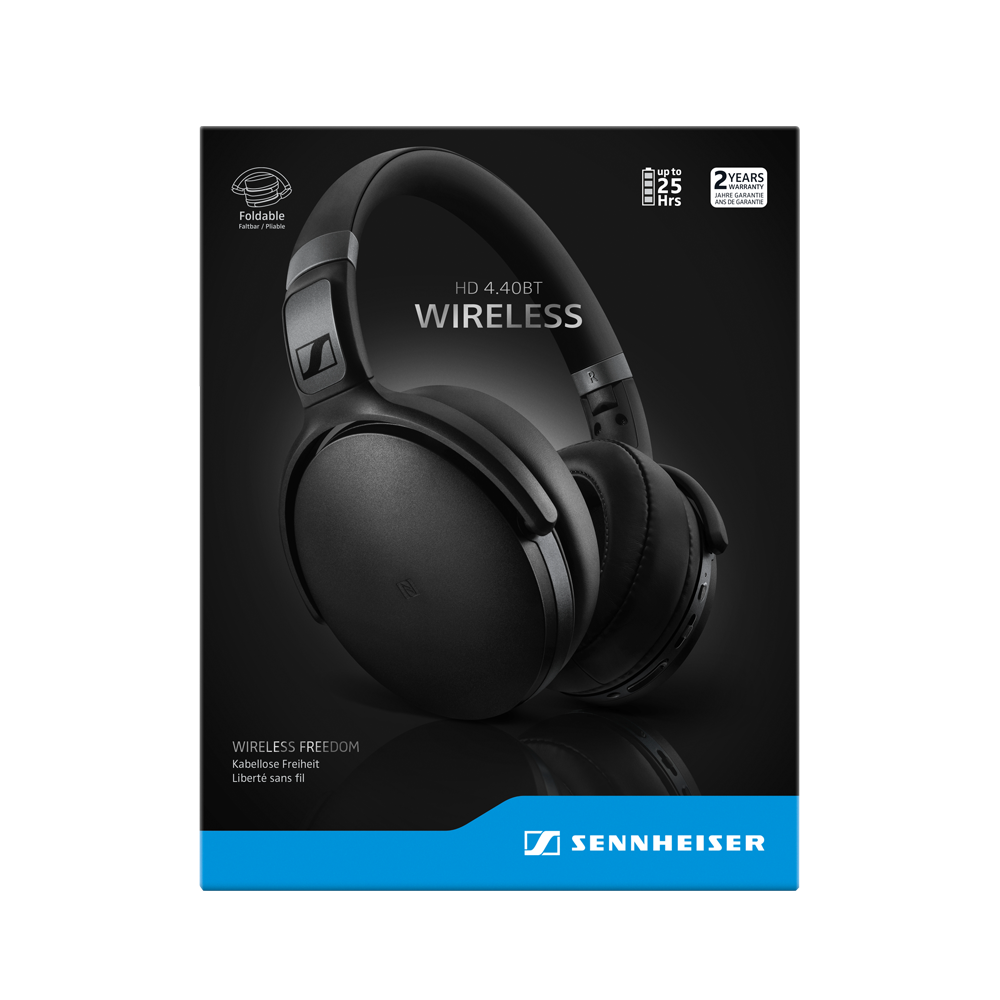 Foldable
Faltbar / Pliable
up to
25
Hrs
2 YEARS
WARRANTY
JAHRE GARANTIE
ANS DE GARANTIE
HD 4.40BT
WIRELESS
R
WIRELESS FREEDOM
Kabellose Freiheit
Liberté sans fil
SENNHEISER